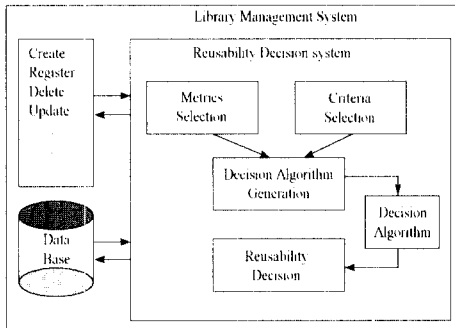 Library Management System
Create
Register
Delete
Update
Reusability Decision system
Metrics
Selection
Criteria
Selection
Decision Algorithm
Generation
Decision
Algorithm
Data
Base
Reusability
Decision